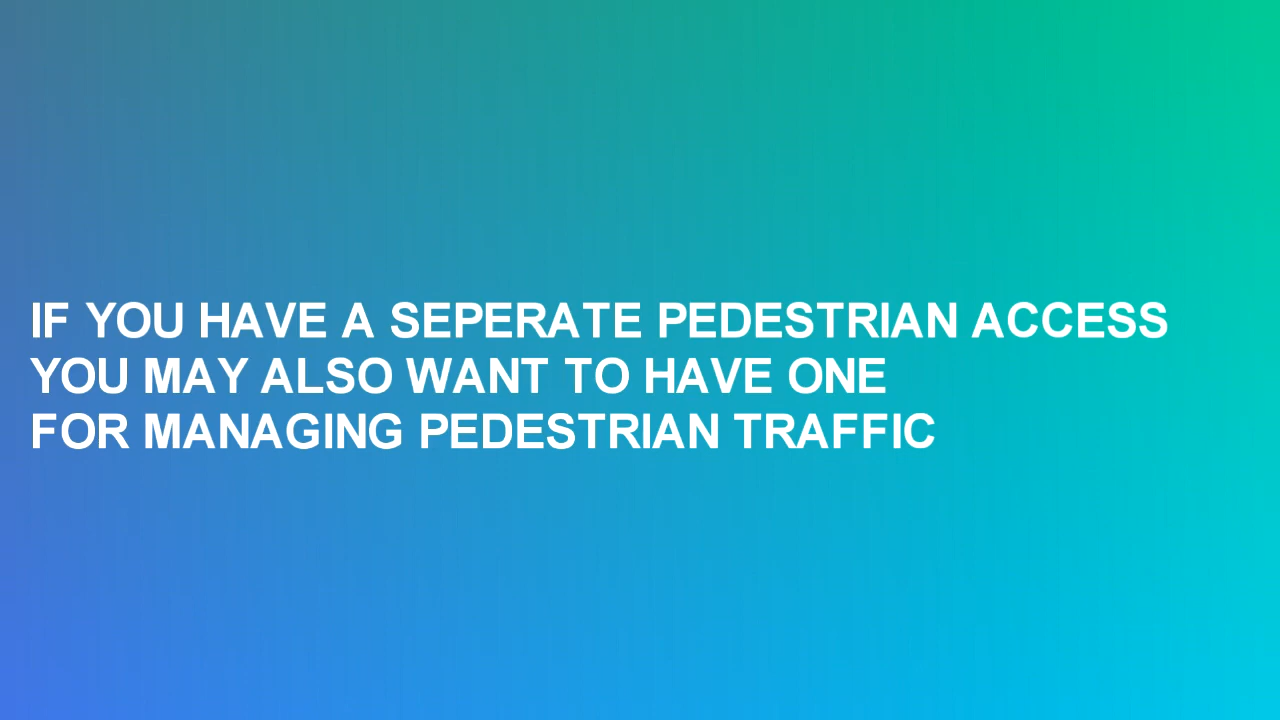 IF YOU HAVE A SEPERATE PEDESTRIAN ACCESS
YOU MAY ALSO WANT TO HAVE ONE
FOR MANAGING PEDESTRIAN TRAFFIC